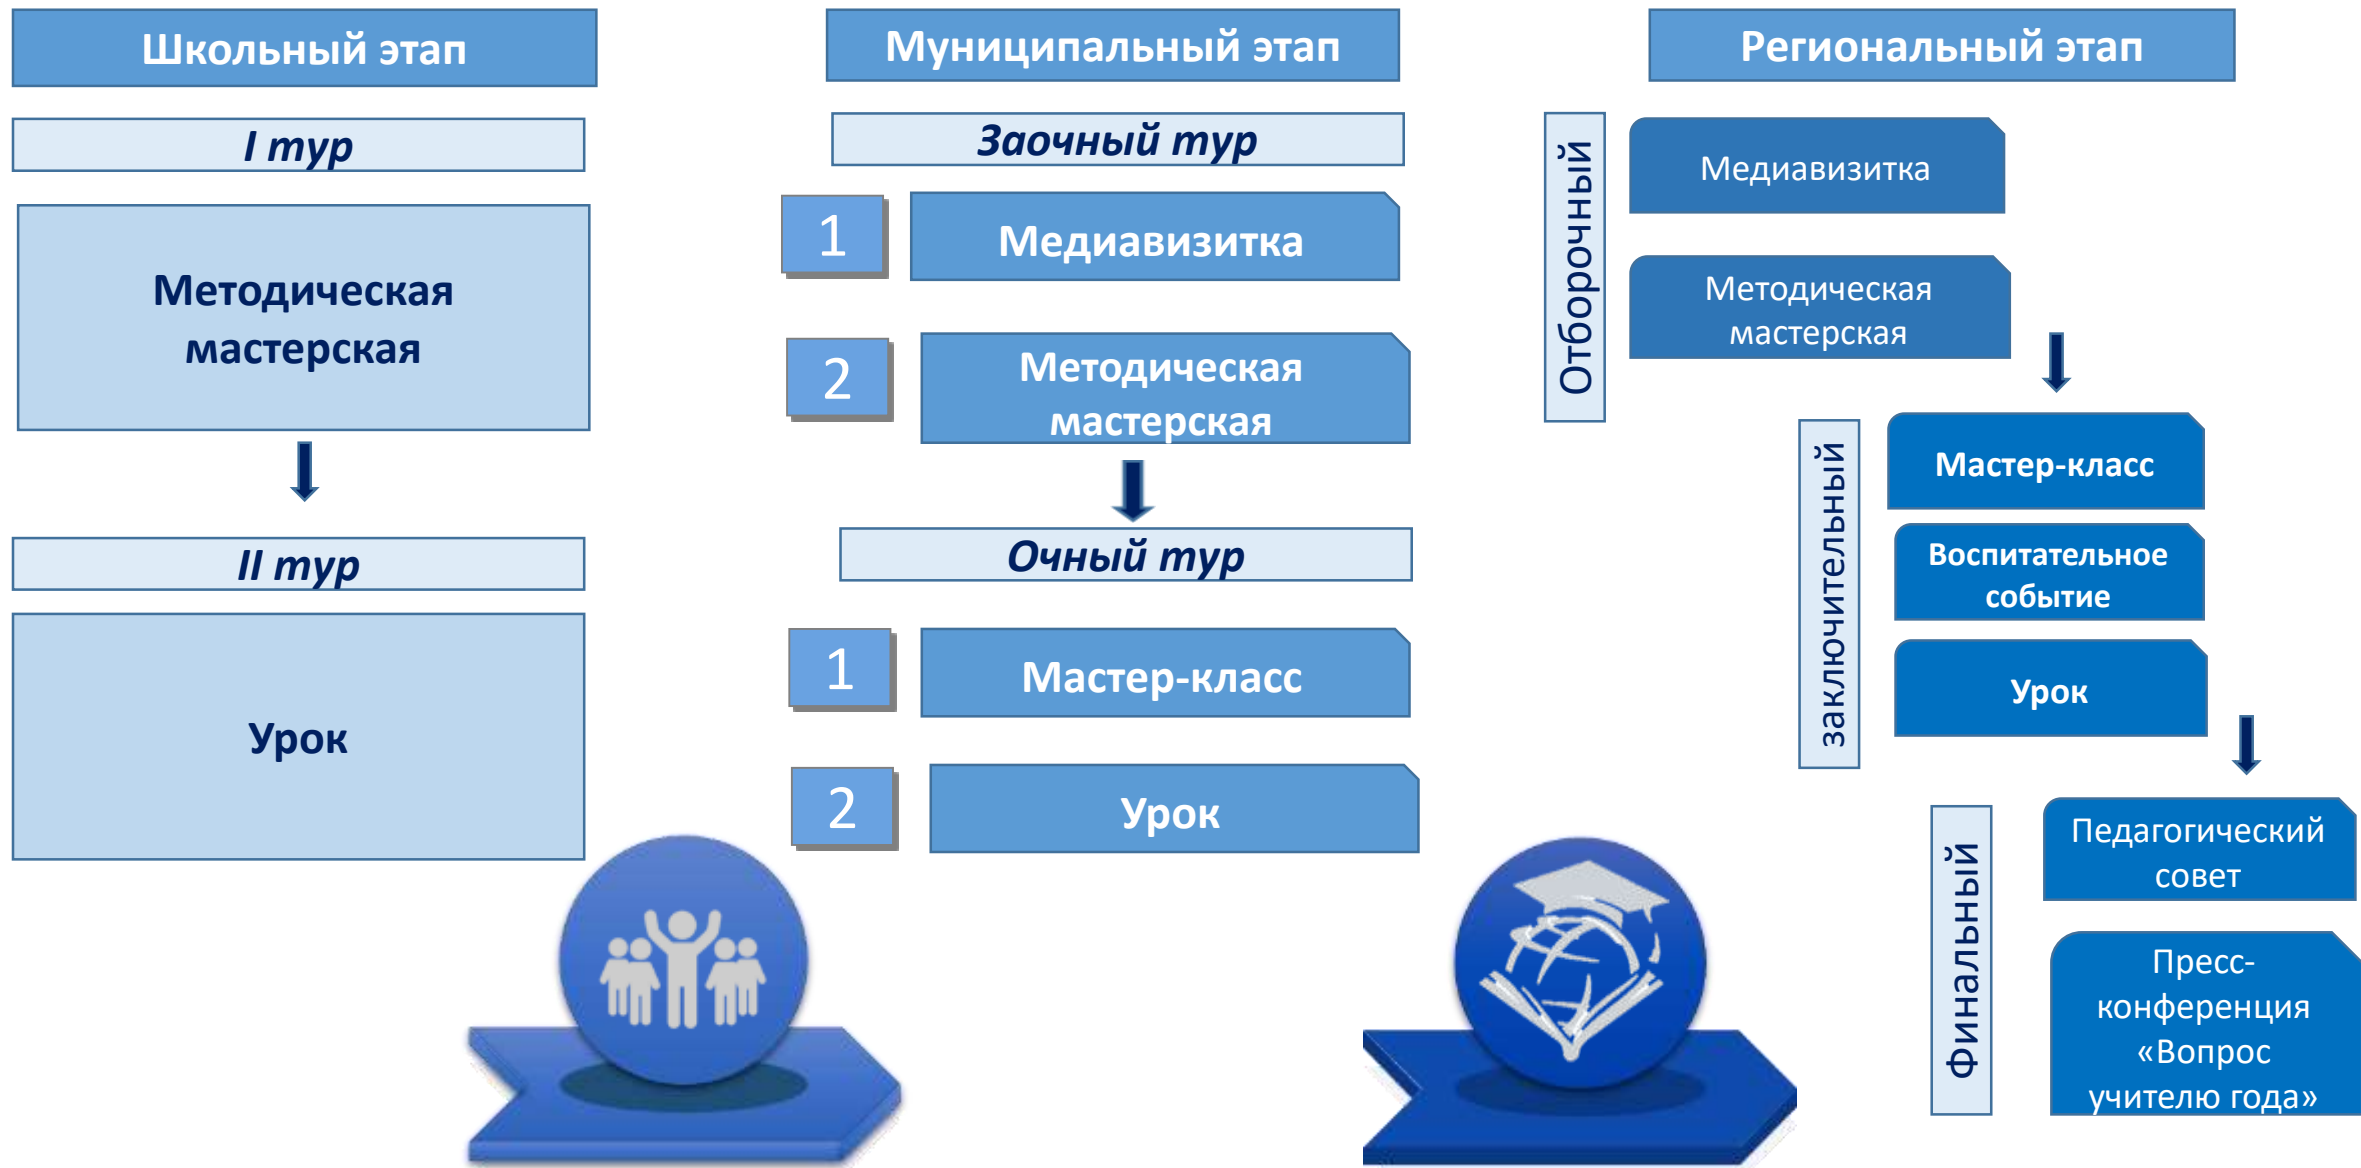 Школьный этап
I тур
Методическая
мастерская
II тур
Урок
Муниципальный этап
Заочный тур
1
Медиавизитка
2
Методическая
мастерская
Очный тур
1
Мастер-класс
2
Урок
Региональный этап
Отборочный
Медиавизитка
Методическая
мастерская
заключительный
Мастер-класс
Воспитательное
событие
Урок
Финальный
Педагогический
совет
Пресс-
конференция
«Вопрос
учителю года»